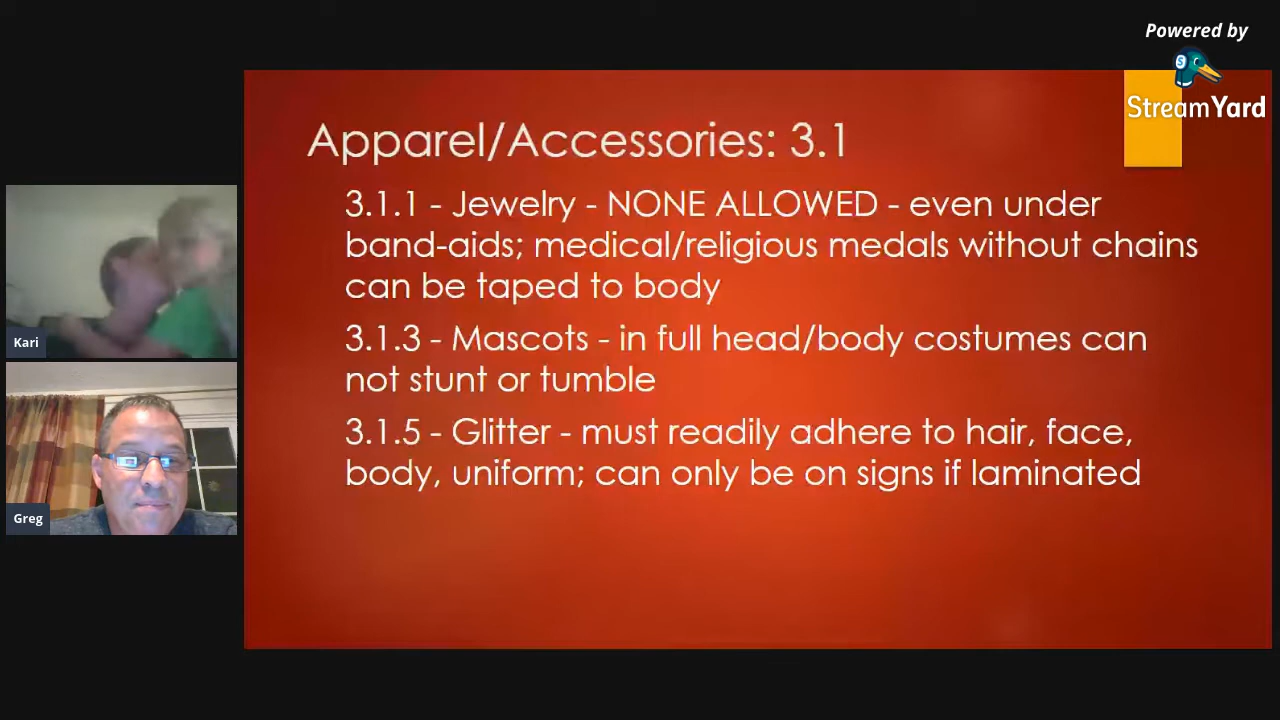 Powered by
StreamYard
Apparel/Accessories: 3.1
3.1.1 - Jewelry - NONE ALLOWED - even under
band-aids; medical/religious medals without chains
can be taped to body
3.1.3 - Mascots - in full head/body costumes can
not stunt or tumble
3.1.5 - Glitter - must readily adhere to hair, face,
body, uniform; can only be on signs if laminated
Kari
Greg